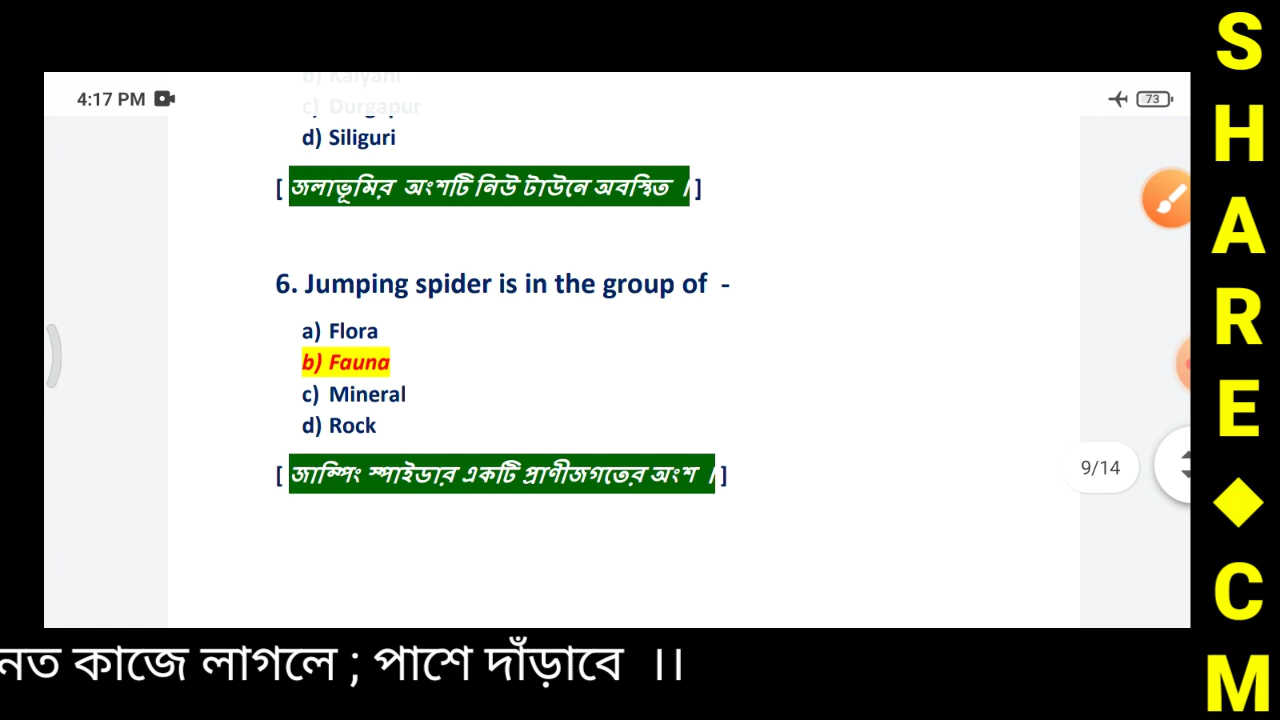 b) Kalyani
4:17 PM
73
c) Durgapur
d) Siliguri
[ জলাভূমির অংশটি নিউ টাউনে অবস্থিত । ]
6. Jumping spider is in the group of -
a) Flora
b) Fauna
c) Mineral
d) Rock
[ জাম্পিং স্পাইডার একটি প্রাণীজগতের অংশ । ]
9/14
নত কাজে লাগলে ; পাশে দাঁড়াবে ।।
S
H
A
R
E
◆
C
M